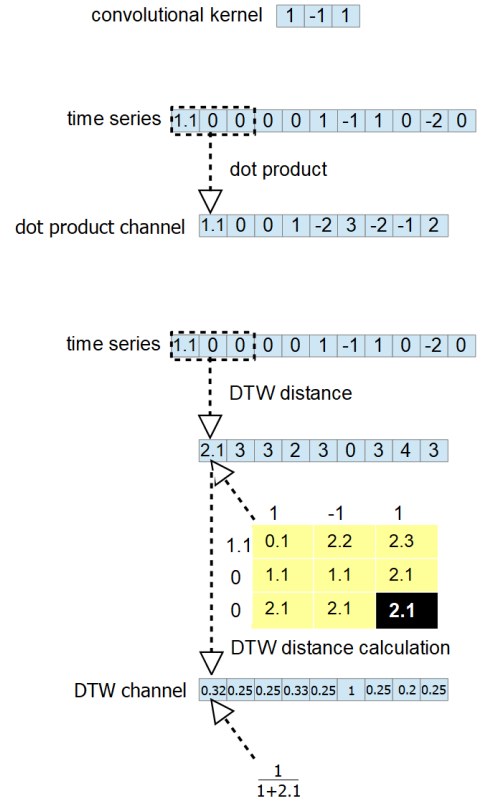 convolutional kernel 1 -1 1
time series 1.1 0 0 0 0 1 -1 1 0 -2 0
dot product
dot product channel 1.1 0 0 1 -2 3 -2 -1 2
time series 1.1 0 0 0 0 1 -1 1 0 -2 0
DTW distance
2.1 3 3 2 3 0 3 4 3
1 -1 1
1.1 0.1 2.2 2.3
0 1.1 1.1 2.1
0 2.1 2.1 2.1
DTW distance calculation
DTW channel 0.32 0.25 0.25 0.33 0.25 1 0.25 0.2 0.25
1
1+2.1